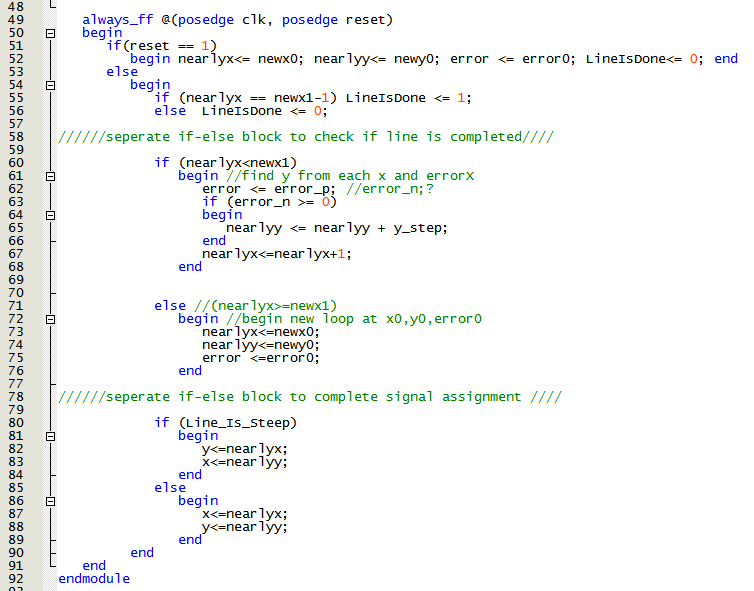 48
49 always_ff @(posedge clk, posedge reset)
50 begin
51 if(reset == 1)
52 begin nearlyx<= newx0; nearlyy<= newy0; error <= error0; LineIsDone<= 0; end
53 else
54 begin
55 if (nearlyx == newx1-1) LineIsDone <= 1;
56 else  LineIsDone <= 0;
57
58 //////seperate if-else block to check if line is completed////
59
60 if (nearlyx<newx1)
61 begin //find y from each x and errorX
62 error <= error_p; //error_n;?
63 if (error_n >= 0)
64 begin
65 nearlyy <= nearlyy + y_step;
66 end
67 nearlyx<=nearlyx+1;
68 end
69
70
71 else //(nearlyx>=newx1)
72 begin //begin new loop at x0,y0,error0
73 nearlyx<=newx0;
74 nearlyy<=newy0;
75 error <=error0;
76 end
77
78 //////seperate if-else block to complete signal assignment ////
79
80 if (Line_Is_Steep)
81 begin
82 y<=nearlyx;
83 x<=nearlyy;
84 end
85 else
86 begin
87 x<=nearlyx;
88 y<=nearlyy;
89 end
90 end
91 end
92 endmodule